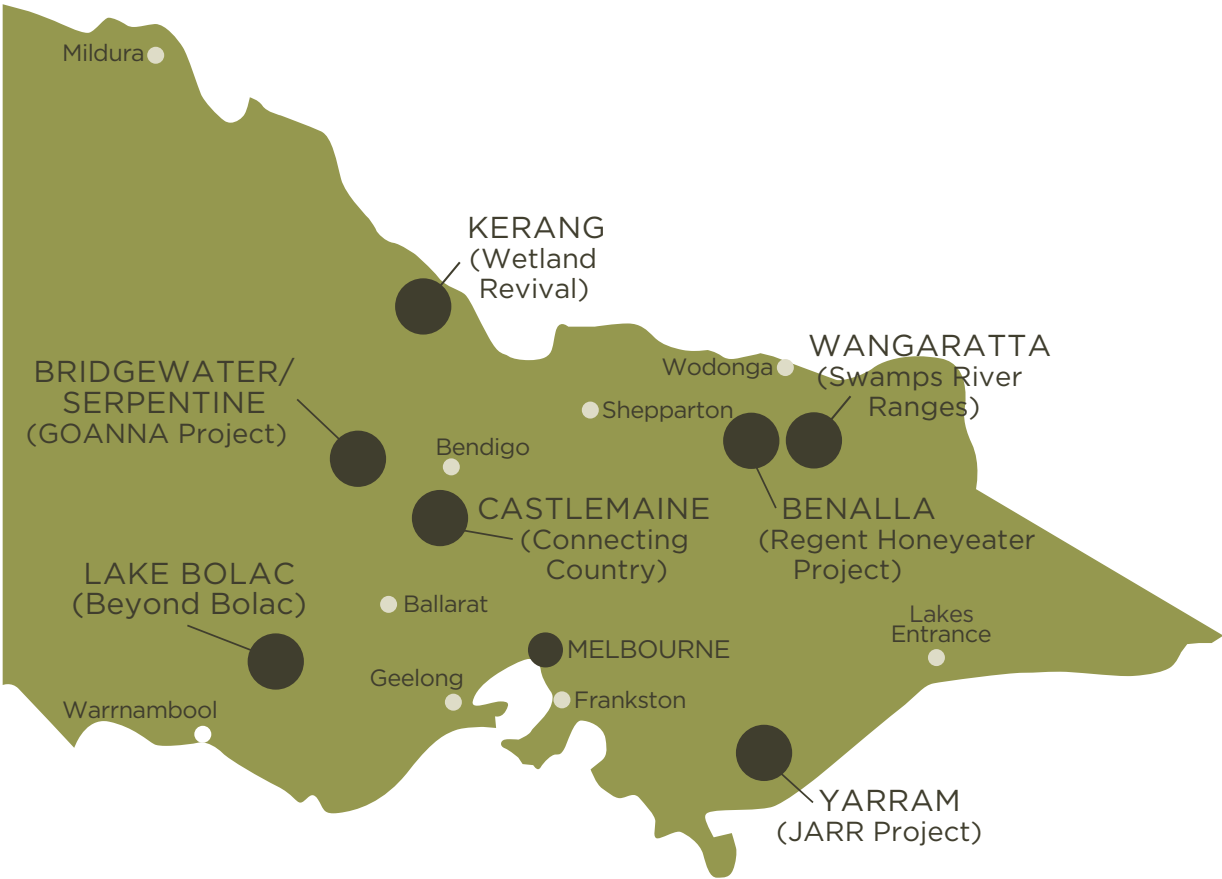 Mildura
KERANG
(Wetland
Revival)
WANGARATTA
(Swamps River
Ranges)
Wodonga
BRIDGEWATER/
SERPENTINE
(GOANNA Project)
Shepparton
Bendigo
CASTLEMAINE
(Connecting
Country)
BENALLA
(Regent Honeyeater
Project)
LAKE BOLAC
(Beyond Bolac)
Ballarat
Lakes
Entrance
MELBOURNE
Geelong
Frankston
Warrnambool
YARRAM
(JARR Project)